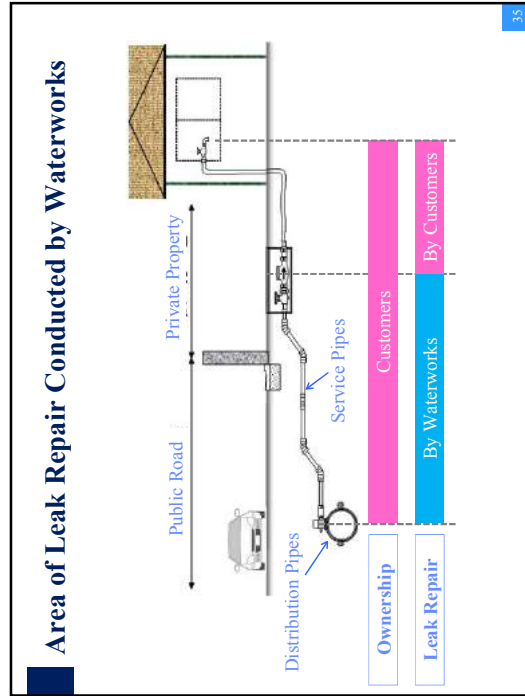 Area of Leak Repair Conducted by Waterworks
Public Road
Private Property
Distribution Pipes
Service Pipes
Ownership
Customers
Leak Repair
By Waterworks
By Customers
35